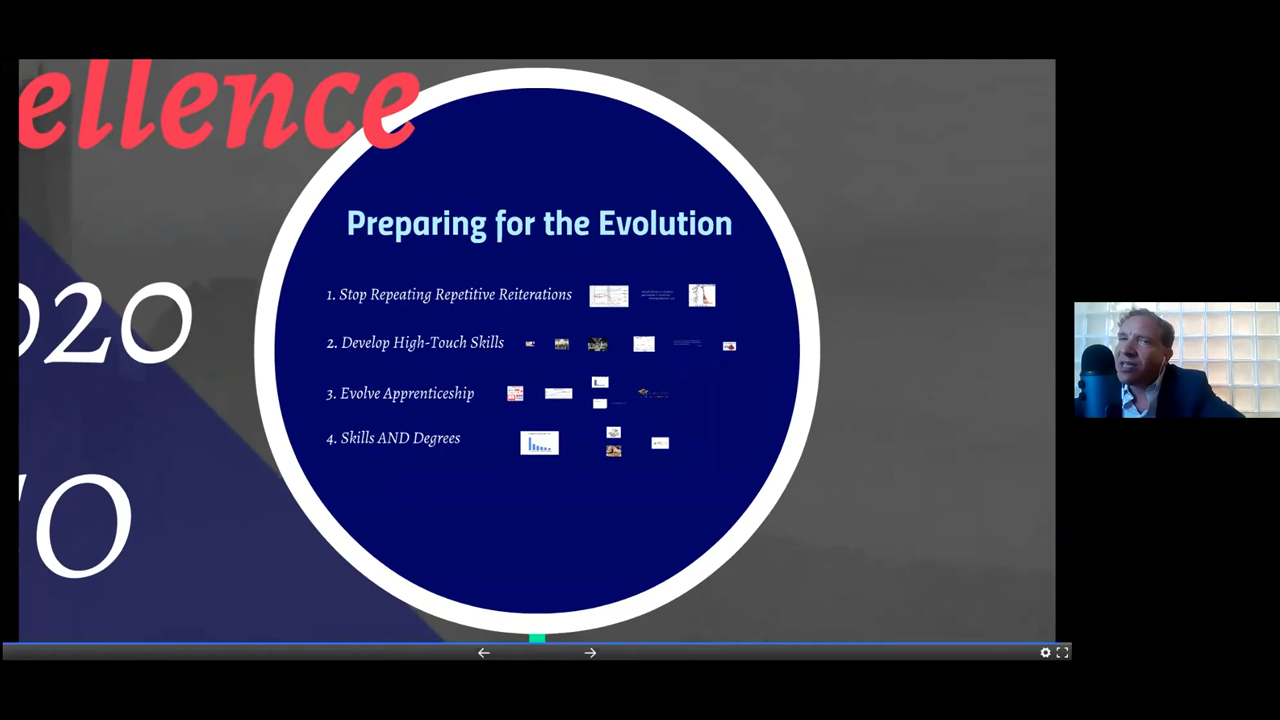 ellence
Preparing for the Evolution
1. Stop Repeating Repetitive Reiterations
2. Develop High-Touch Skills
3. Evolve Apprenticeship
4. Skills AND Degrees
020
O